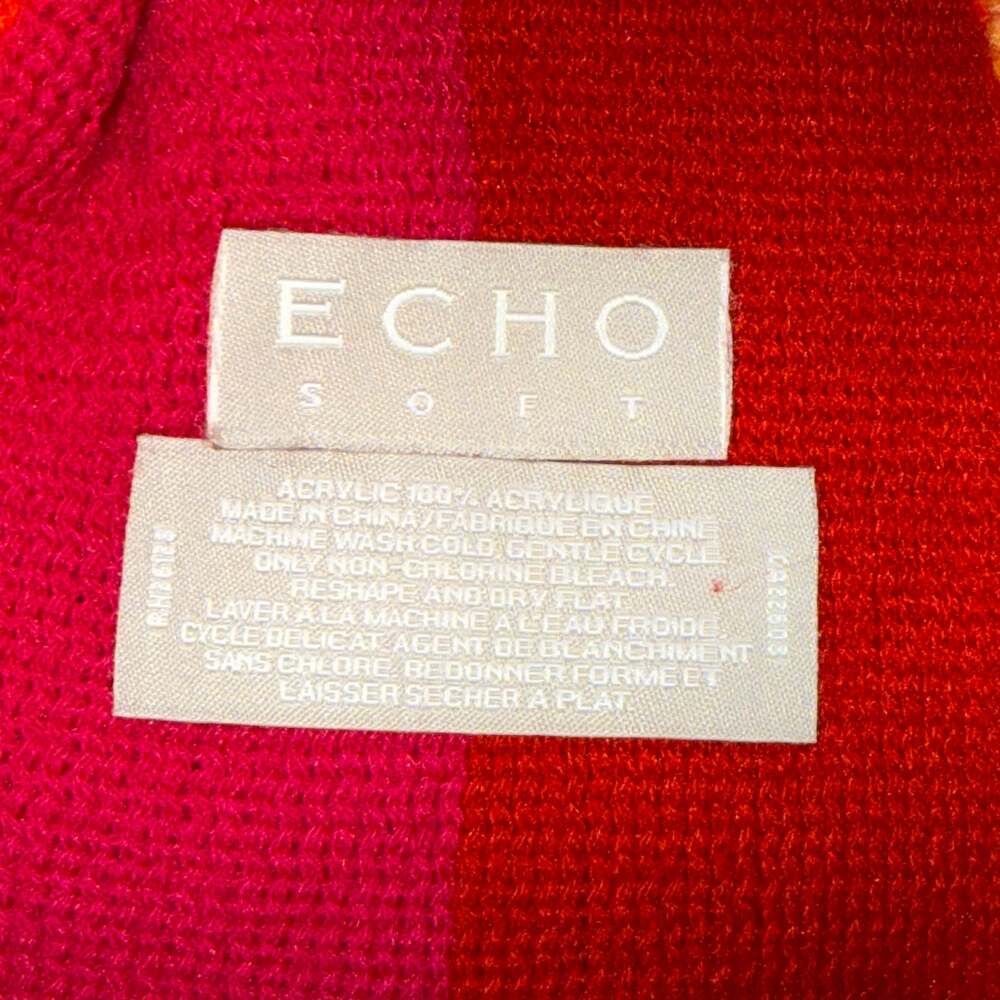 ECHO
SOFT
ACRYLIC 100% ACRYLIQUE
MADE IN CHINA/FABRIQUE EN CHINE
MACHINE WASH COLD, GENTLE CYCLE.
ONLY NON-CHLORINE BLEACH.
RESHAPE AND DRY FLAT.
LAVER A LA MACHINE A L'EAU FROIDE,
CYCLE DELICAT AGENT DE BLANCHIMENT
SANS CHLORE. REDONNER FORME ET
LAISSER SECHER A PLAT.